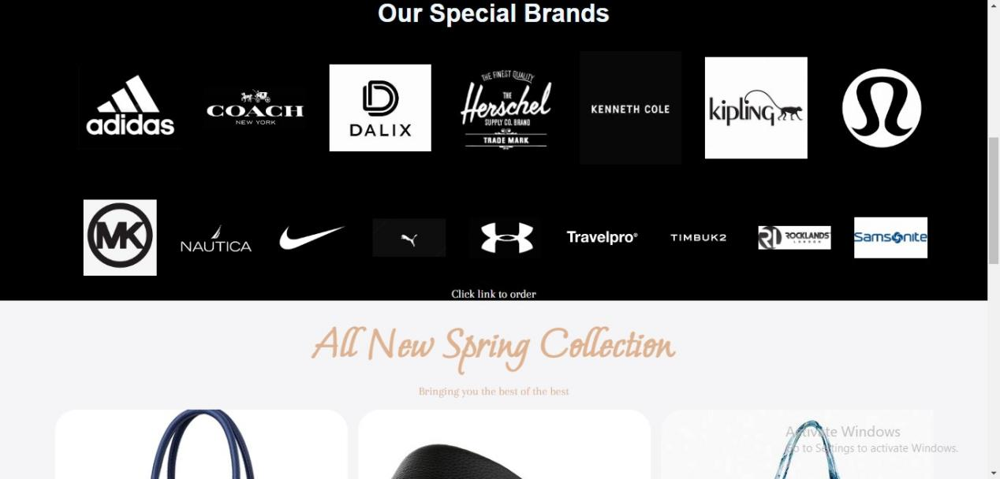 Our Special Brands
adidas
COACH
NEW YORK
DALIX
THE FINEST QUALITY
THE
Herschel
SUPPLY CO. BRAND
TRADE MARK
KENNETH COLE
kipling
MK
NAUTICA
Travelpro®
TIMBUK2
RL ROCKLANDS
LONDON
Samsonite
Click link to order
All New Spring Collection
Bringing you the best of the best
Activate Windows
Go to Settings to activate Windows.